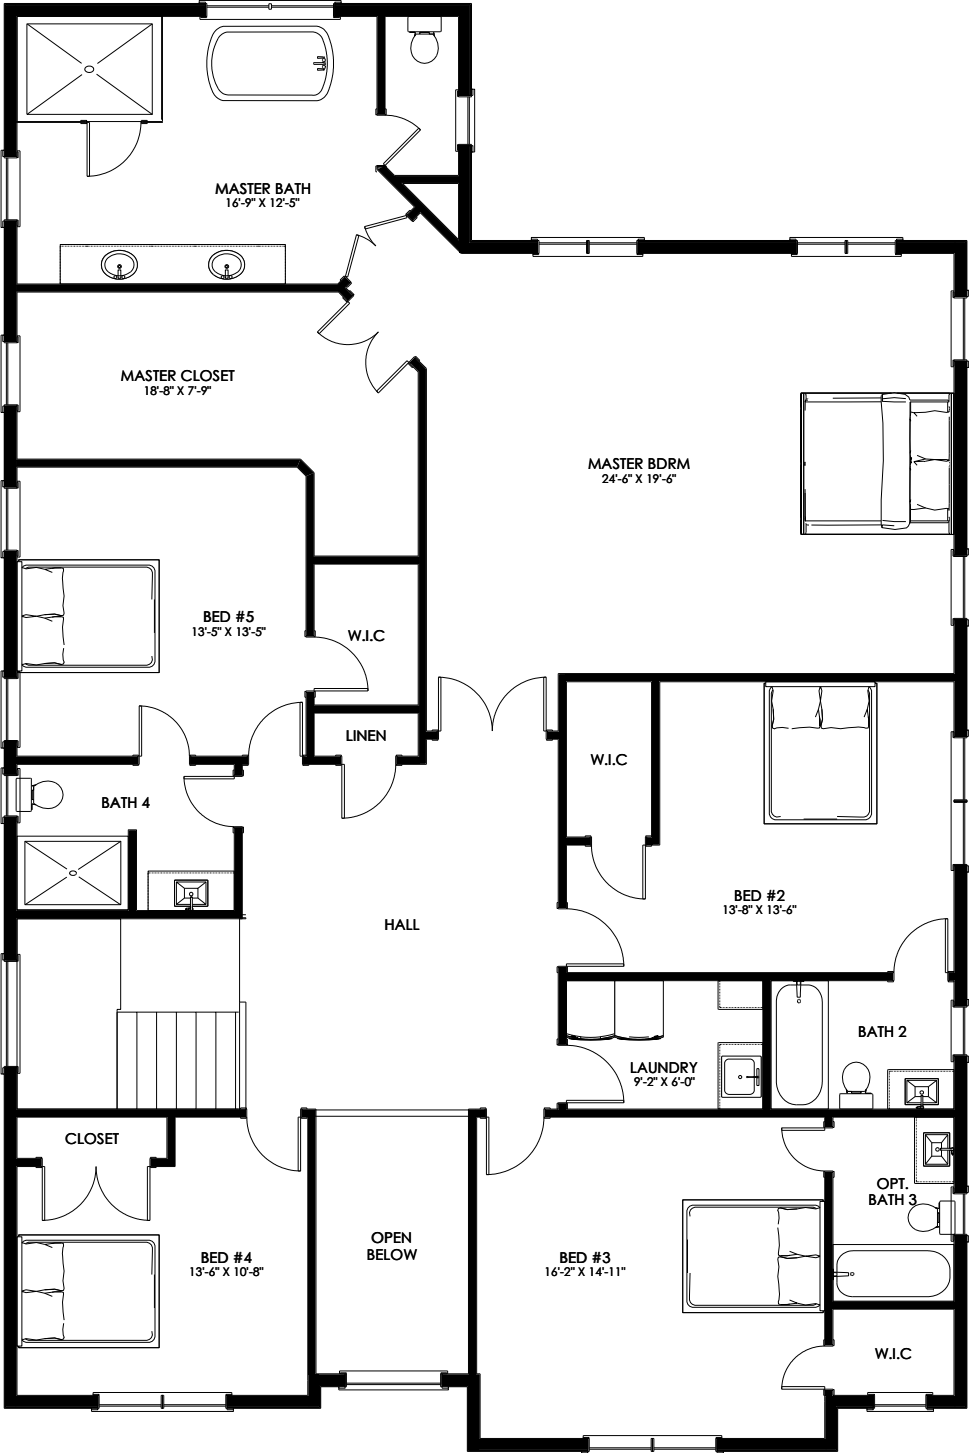 MASTER BATH
16'-9" X 12'-5"
MASTER CLOSET
18'-8" X 7'-9"
MASTER BDRM
24'-6" X 19'-6"
BED #5
13'-5" X 13'-5"
W.I.C
LINEN
W.I.C
BATH 4
BED #2
13'-8" X 13'-6"
HALL
BATH 2
LAUNDRY
9'-2" X 6'-0"
CLOSET
OPT.
BATH 3
OPEN
BELOW
BED #4
13'-6" X 10'-8"
BED #3
16'-2" X 14'-11"
W.I.C